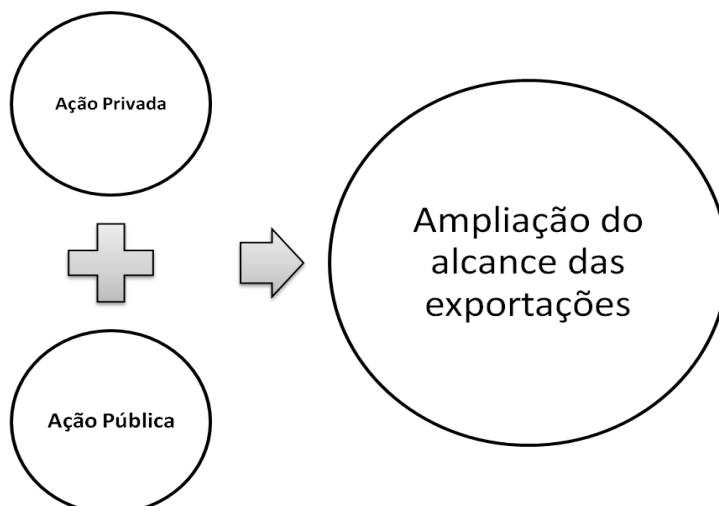 Ação Privada
Ação Pública
Ampliação do
alcance das
exportações